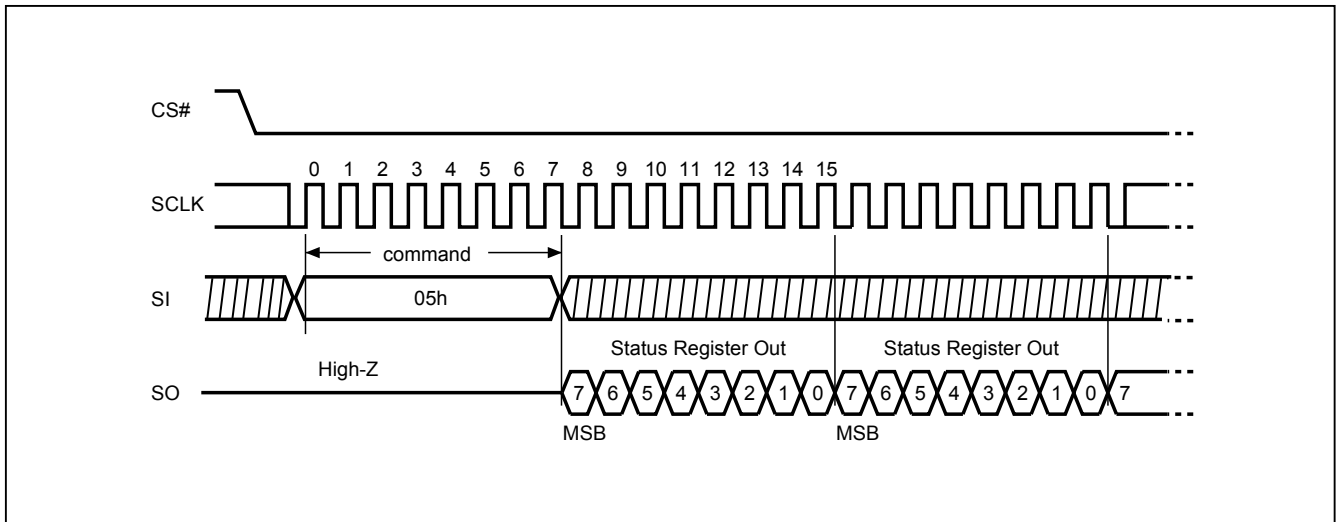 CS#
0 1 2 3 4 5 6 7 8 9 10 11 12 13 14 15
SCLK
command
SI
05h
Status Register Out Status Register Out
High-Z
SO
7 6 5 4 3 2 1 0 7 6 5 4 3 2 1 0 7
MSB MSB